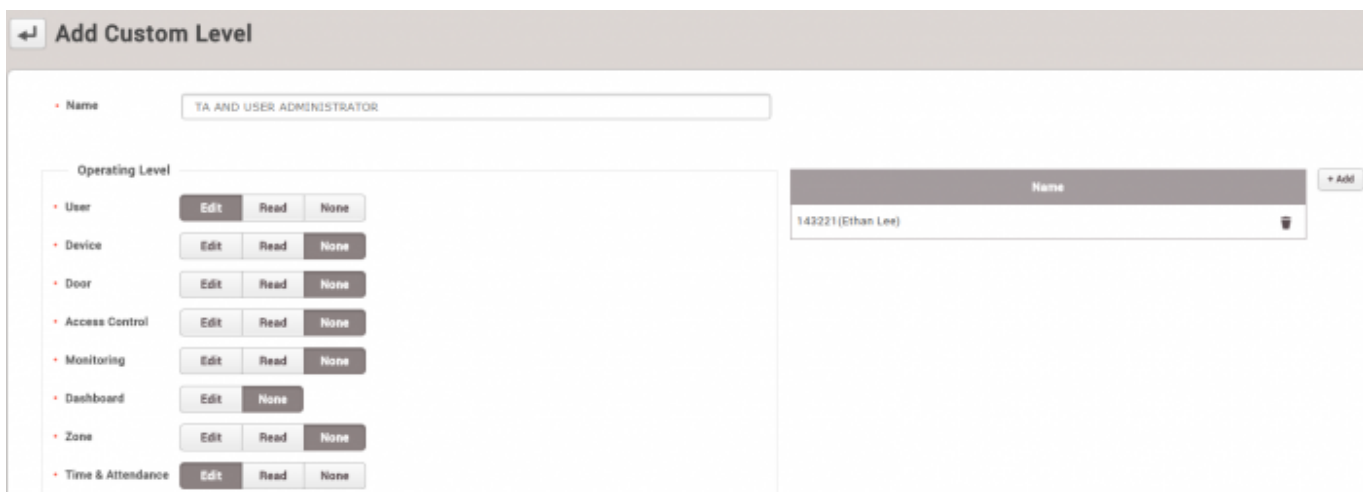 Add Custom Level
Name
TA AND USER ADMINISTRATOR
Operating Level
User Edit Read None
Device Edit Read None
Door Edit Read None
Access Control Edit Read None
Monitoring Edit Read None
Dashboard Edit None
Zone Edit Read None
Time & Attendance Edit Read None
Name
+ Add
143221(Ethan Lee)